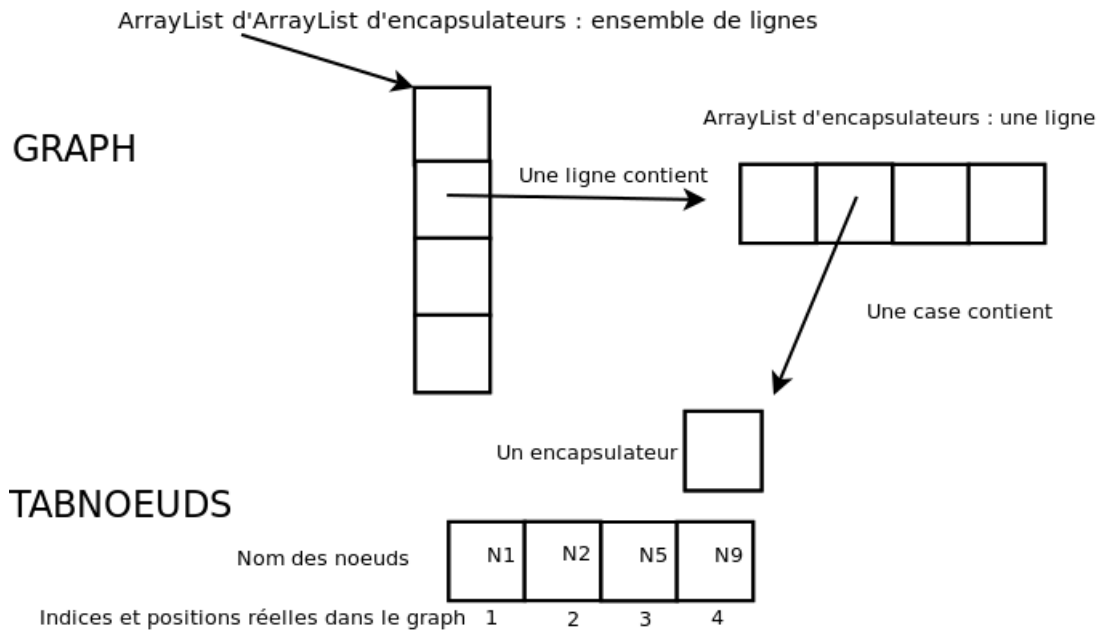 ArrayList d'ArrayList d'encapsulateurs : ensemble de lignes
ArrayList d'encapsulateurs : une ligne
GRAPH
Une ligne contient
Une case contient
Un encapsulateur
TABNOEUDS
Nom des noeuds N1 N2 N5 N9
Indices et positions réelles dans le graph 1 2 3 4